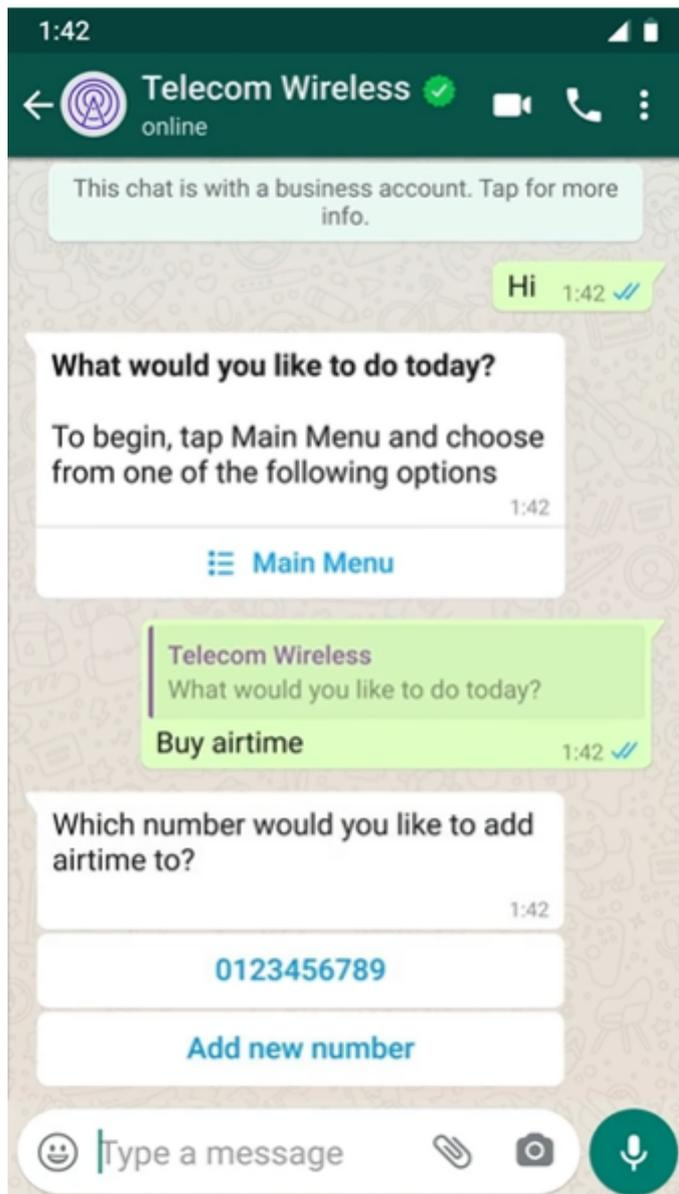 1:42
Telecom Wireless
online
This chat is with a business account. Tap for more
info.
Hi 1:42
What would you like to do today?
To begin, tap Main Menu and choose
from one of the following options
1:42
Main Menu
Telecom Wireless
What would you like to do today?
Buy airtime 1:42
Which number would you like to add
airtime to?
1:42
0123456789
Add new number
Type a message